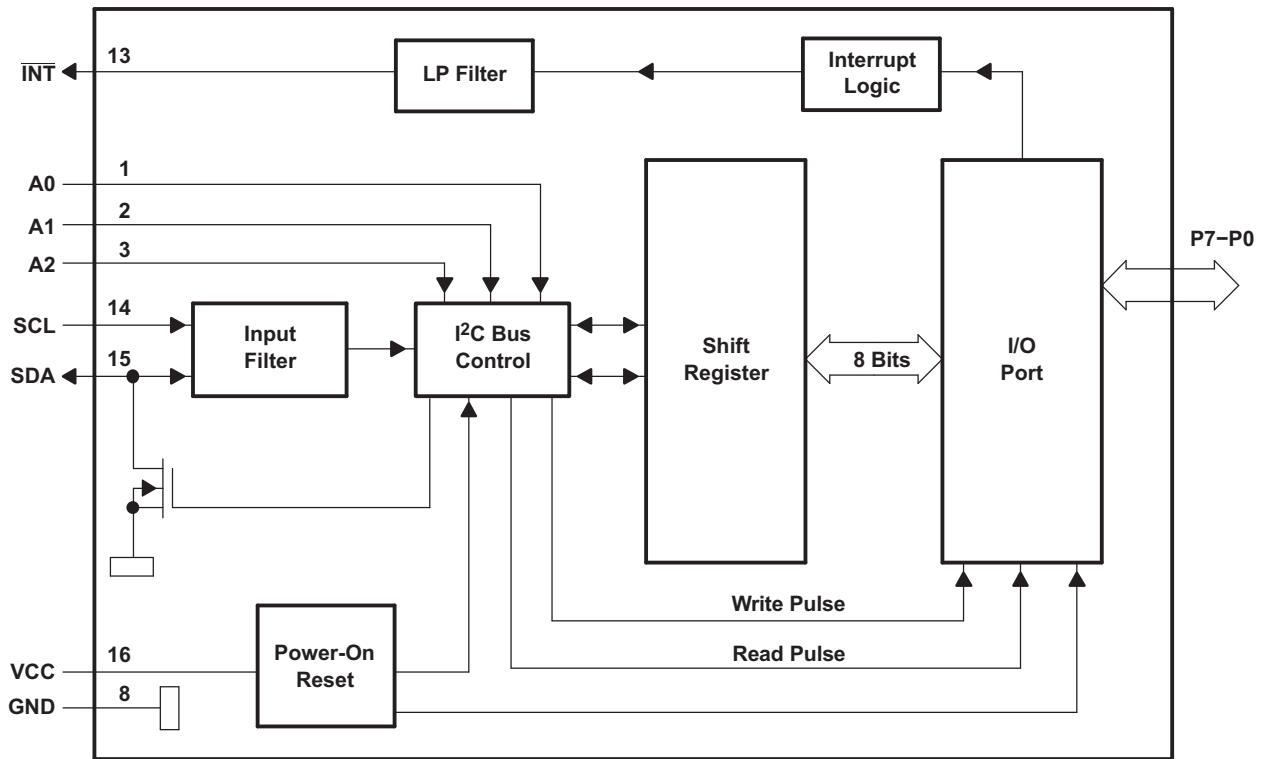 INT
13
LP Filter
Interrupt
Logic
A0
1
A1
2
A2
3
P7−P0
SCL
14
SDA
15
Input
Filter
I²C Bus
Control
Shift
Register
8 Bits
I/O
Port
Write Pulse
Read Pulse
VCC
16
GND
8
Power-On
Reset